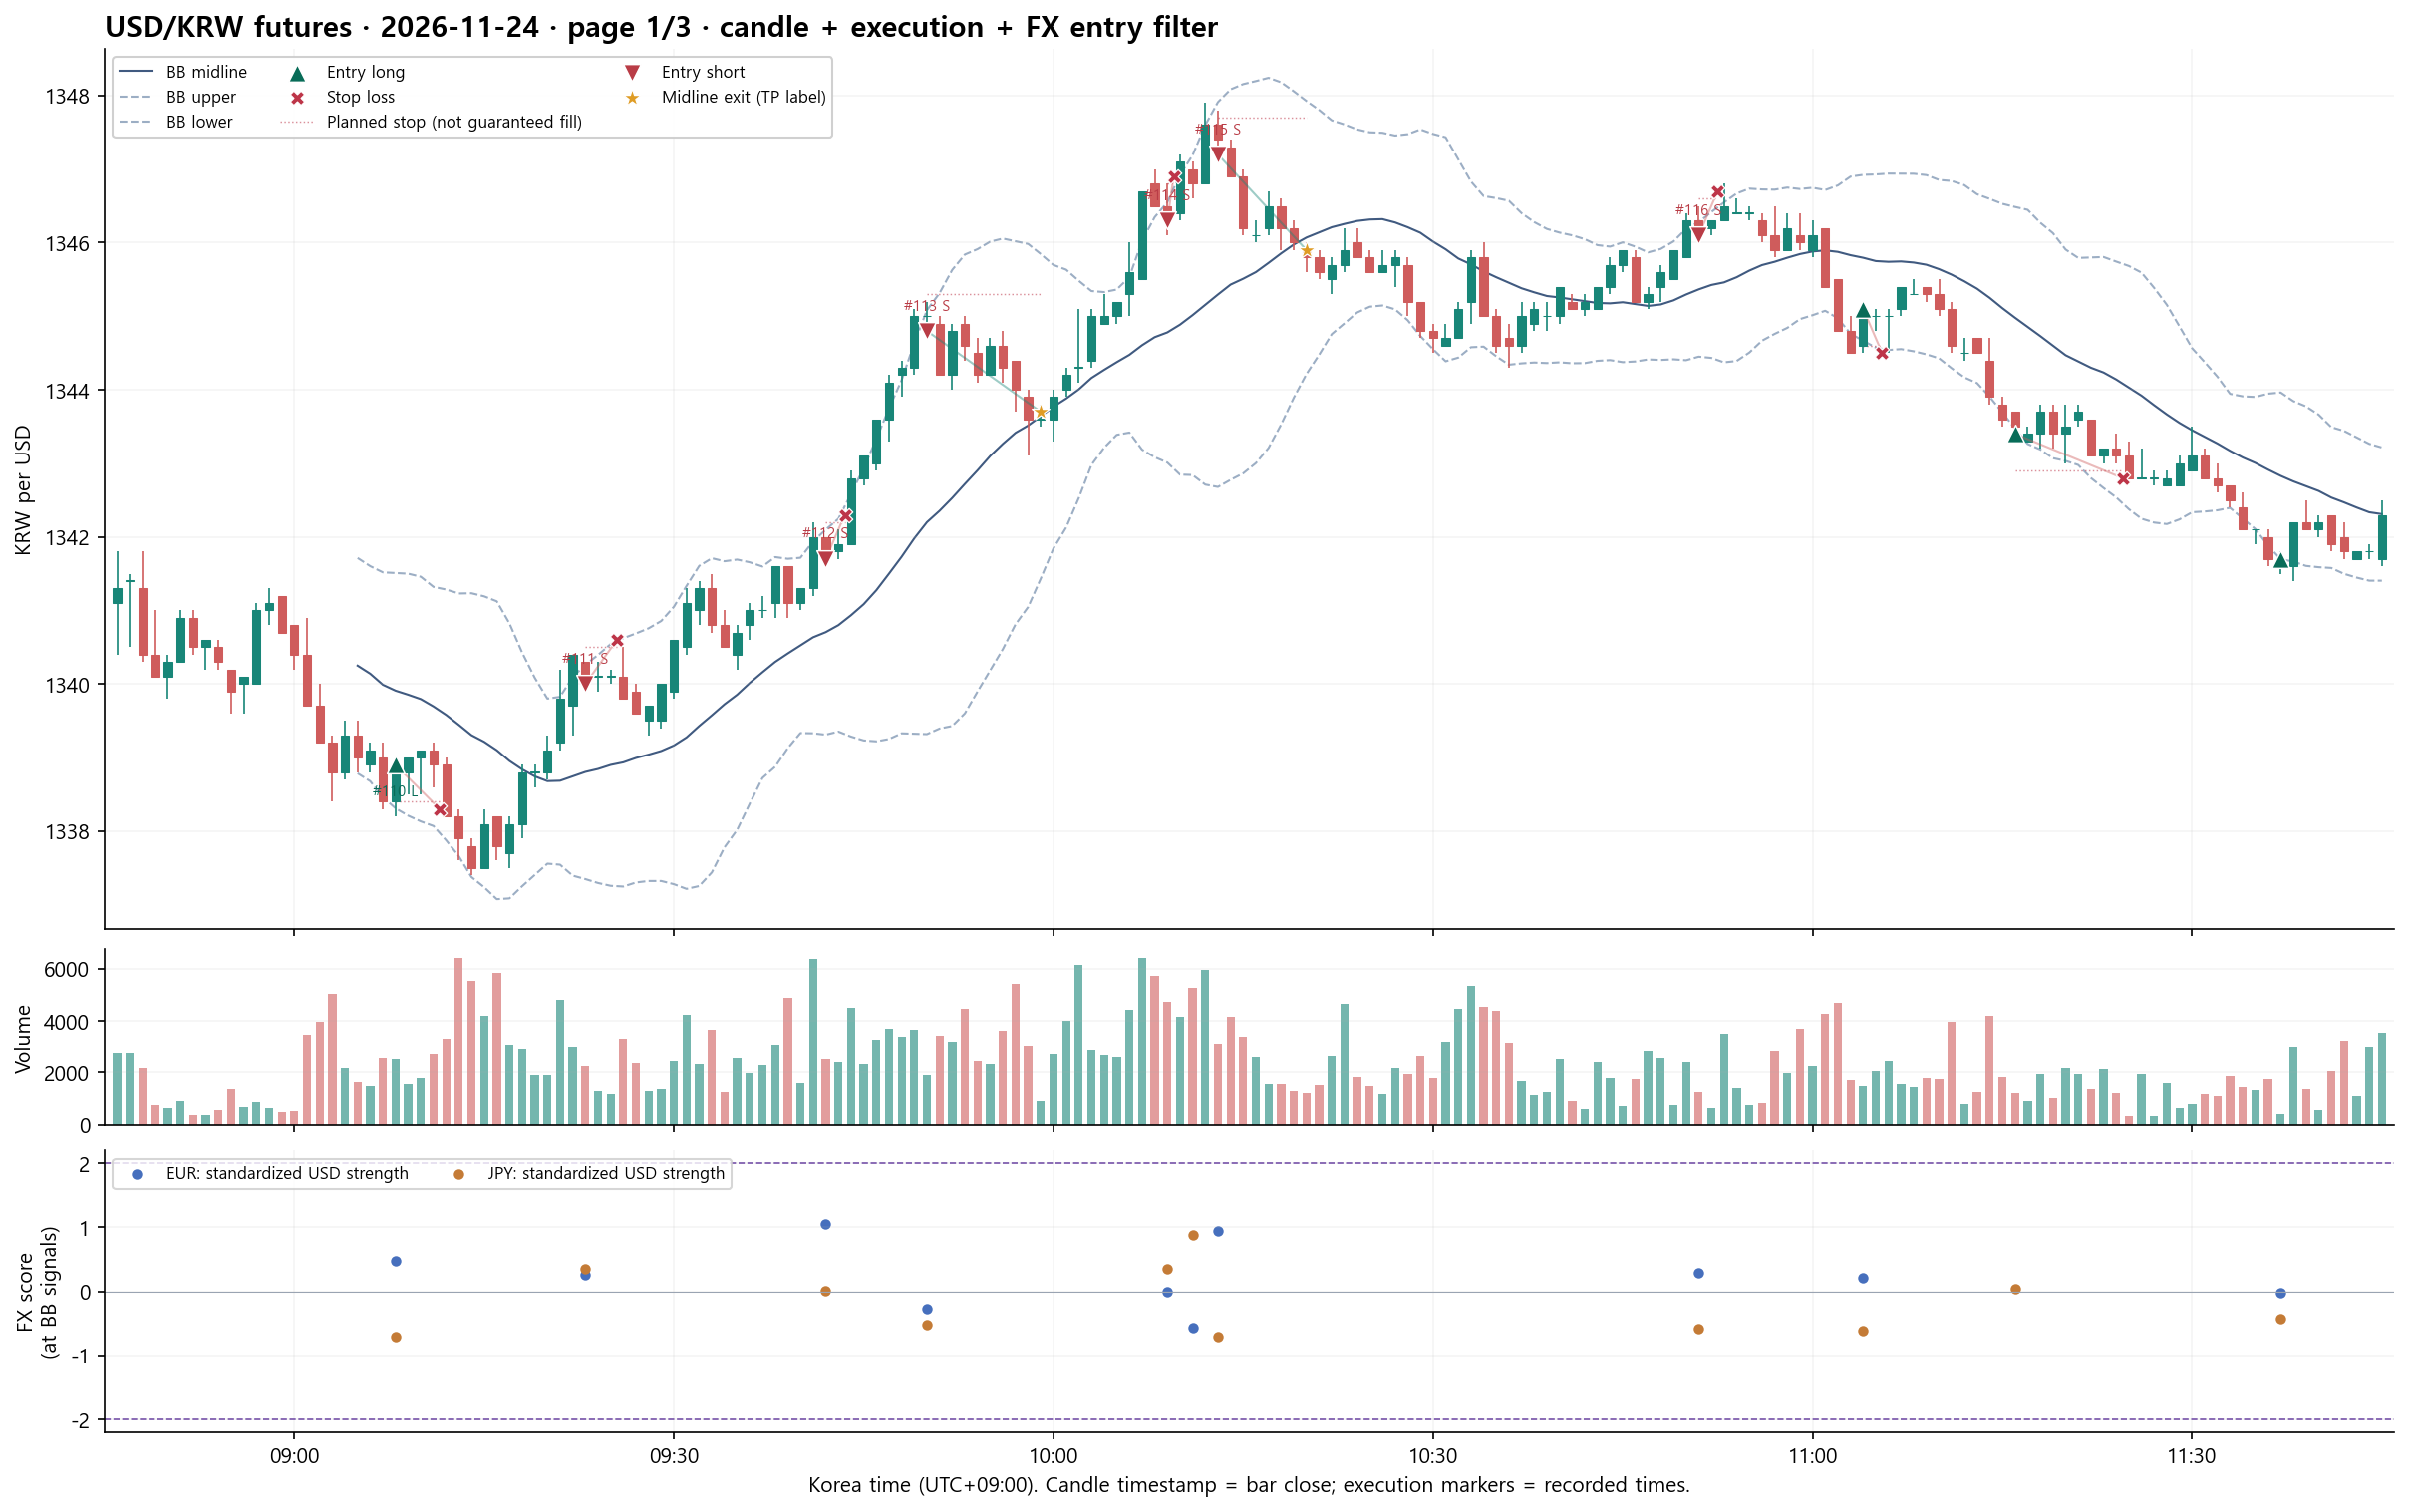 USD/KRW futures · 2026-11-24 · page 1/3 · candle + execution + FX entry filter
BB midline
BB upper
BB lower
Entry long
Stop loss
Planned stop (not guaranteed fill)
Entry short
Midline exit (TP label)
KRW per USD
1348
1346
1344
1342
1340
1338
#110 L
#111 S
#112 S
#113 S
#114 S
#115 S
#116 S
Volume
6000
4000
2000
0
EUR: standardized USD strength
JPY: standardized USD strength
FX score
(at BB signals)
2
1
0
-1
-2
09:00
09:30
10:00
10:30
11:00
11:30
Korea time (UTC+09:00). Candle timestamp = bar close; execution markers = recorded times.